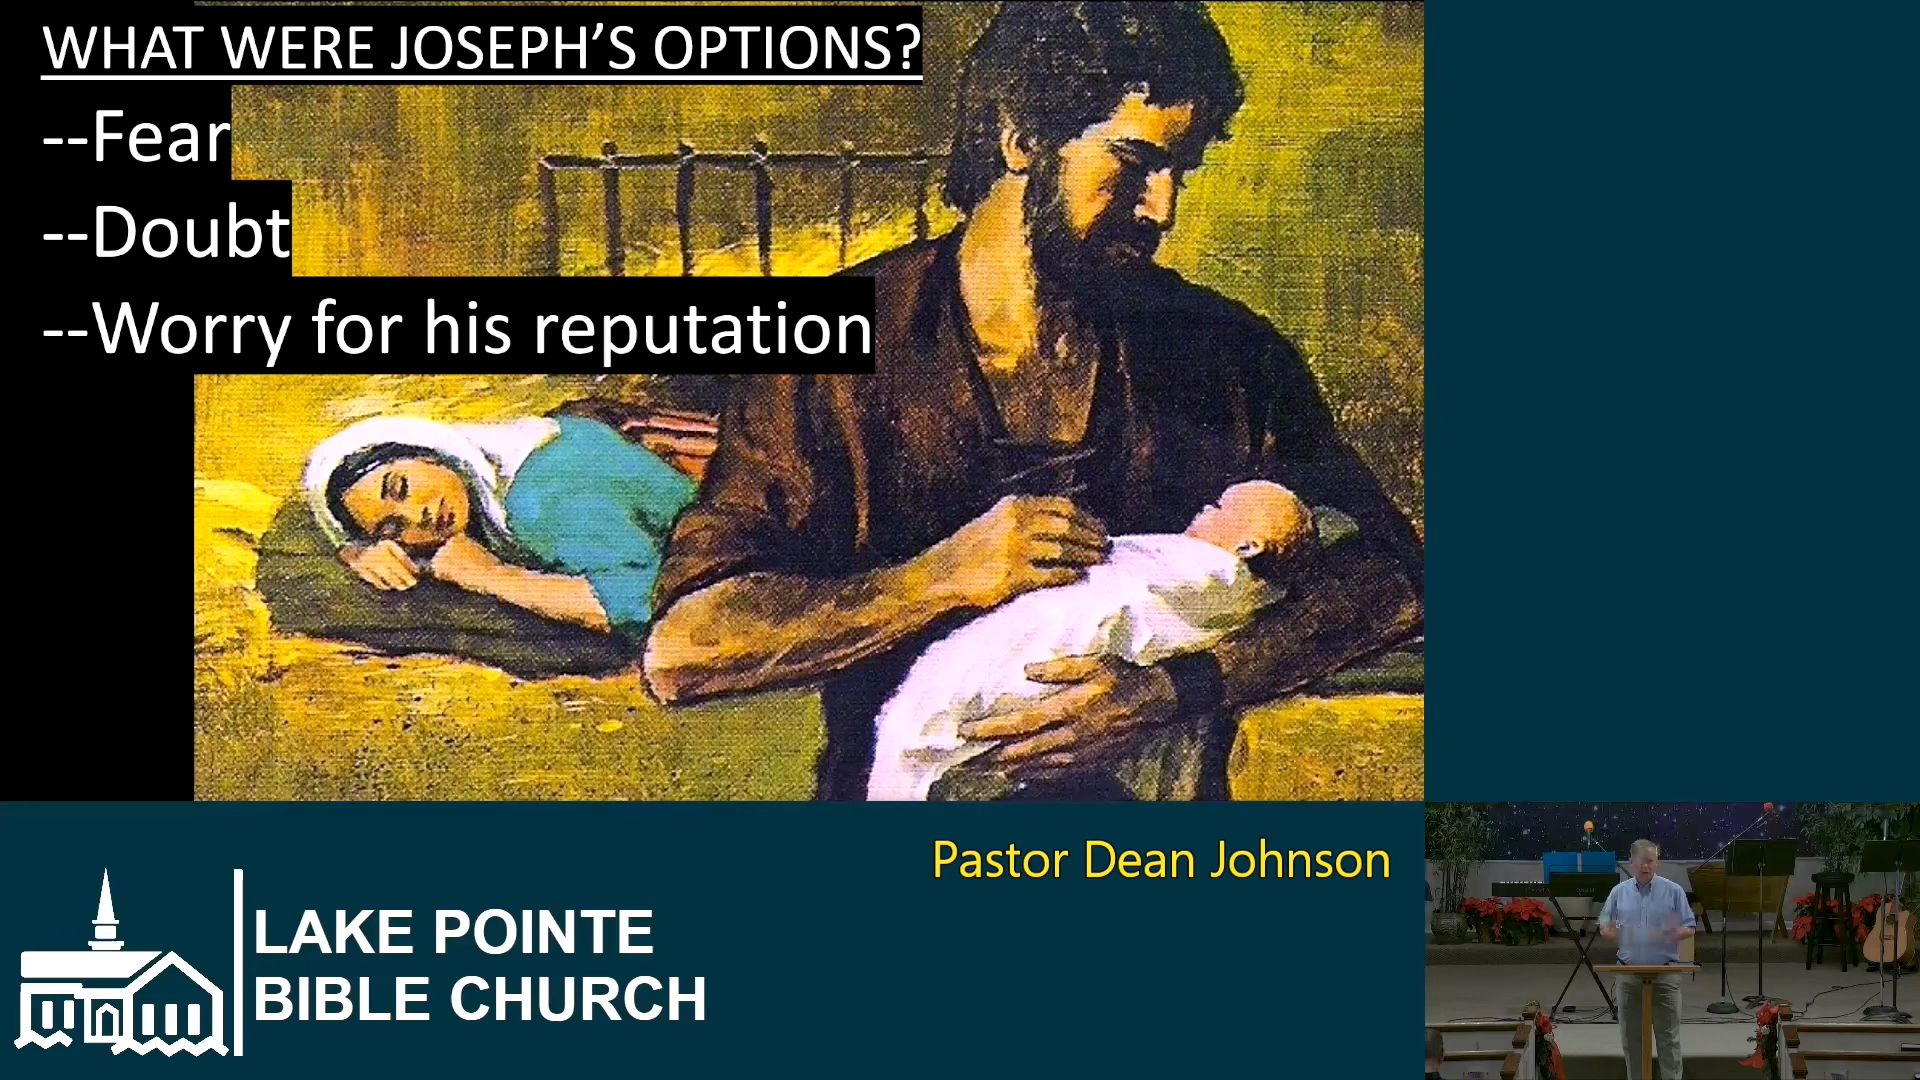 WHAT WERE JOSEPH’S OPTIONS?
--Fear
--Doubt
--Worry for his reputation
Pastor Dean Johnson
LAKE POINTE
BIBLE CHURCH